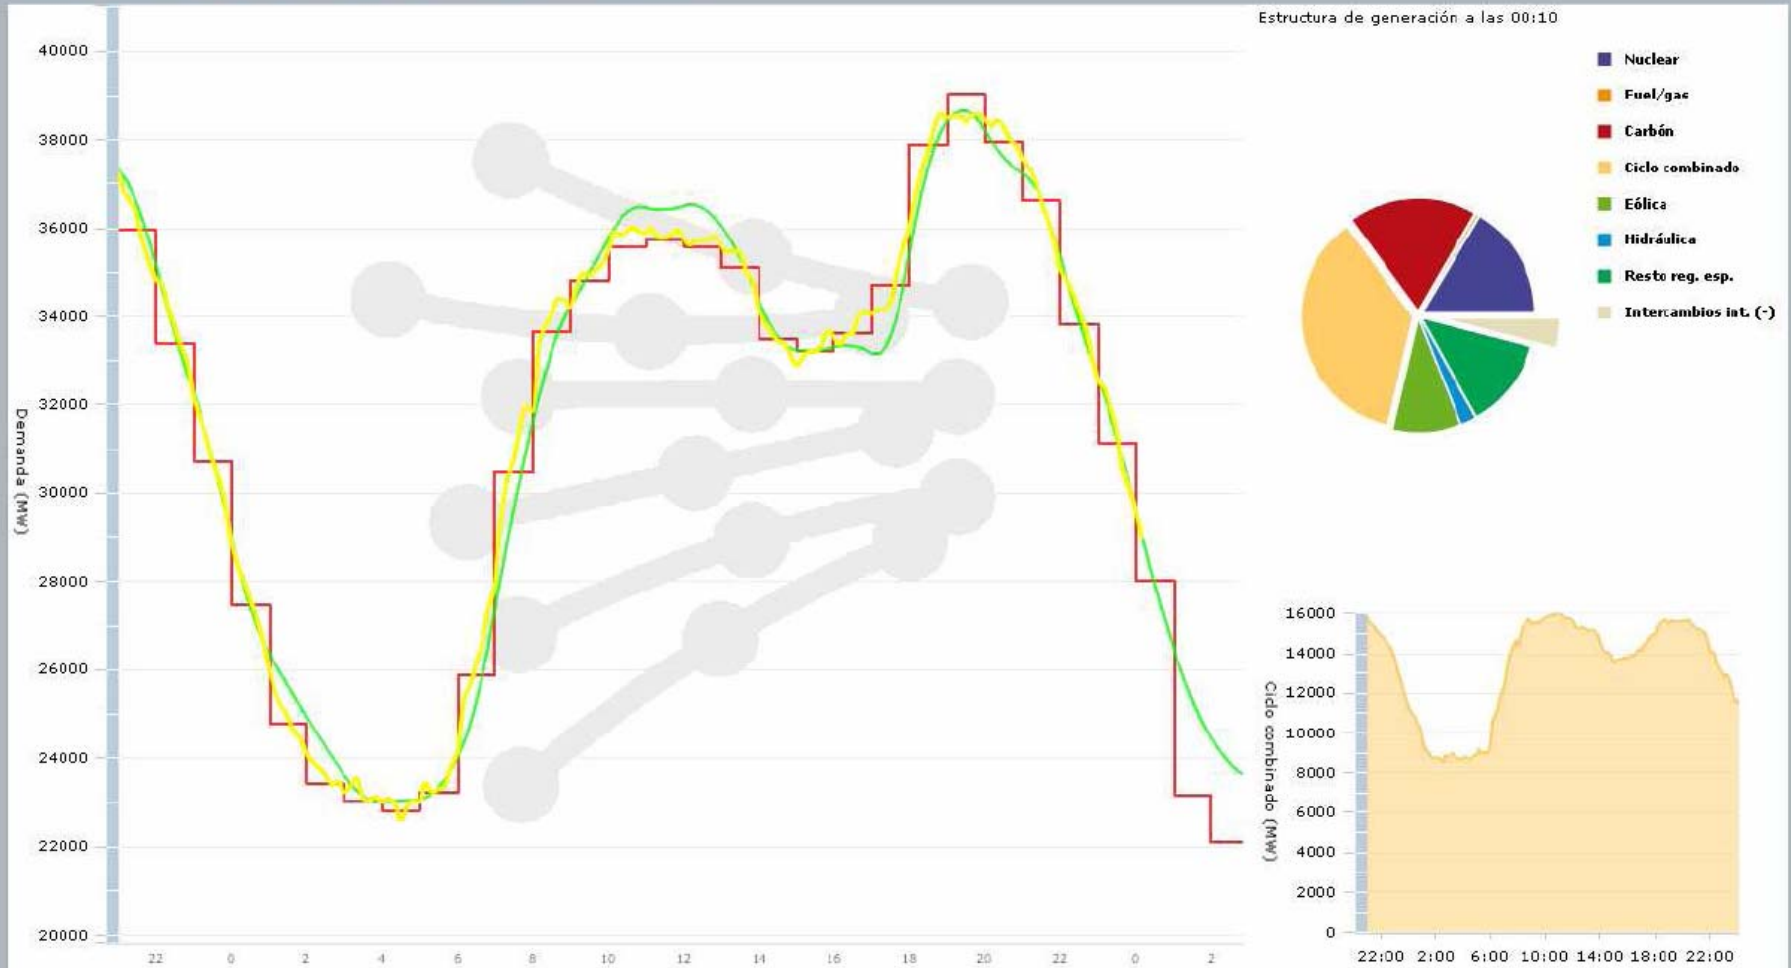 Estructura de generación a las 00:10
Nuclear
Fuel/gas
Carbón
Ciclo combinado
Eólica
Hidráulica
Resto reg. esp.
Intercambios int. (-)
Demanda (MW)
40000
38000
36000
34000
32000
30000
28000
26000
24000
22000
20000
22 0 2 4 6 8 10 12 14 16 18 20 22 0 2
Ciclo combinado (MW)
16000
14000
12000
10000
8000
6000
4000
2000
0
22:00 2:00 6:00 10:00 14:00 18:00 22:00